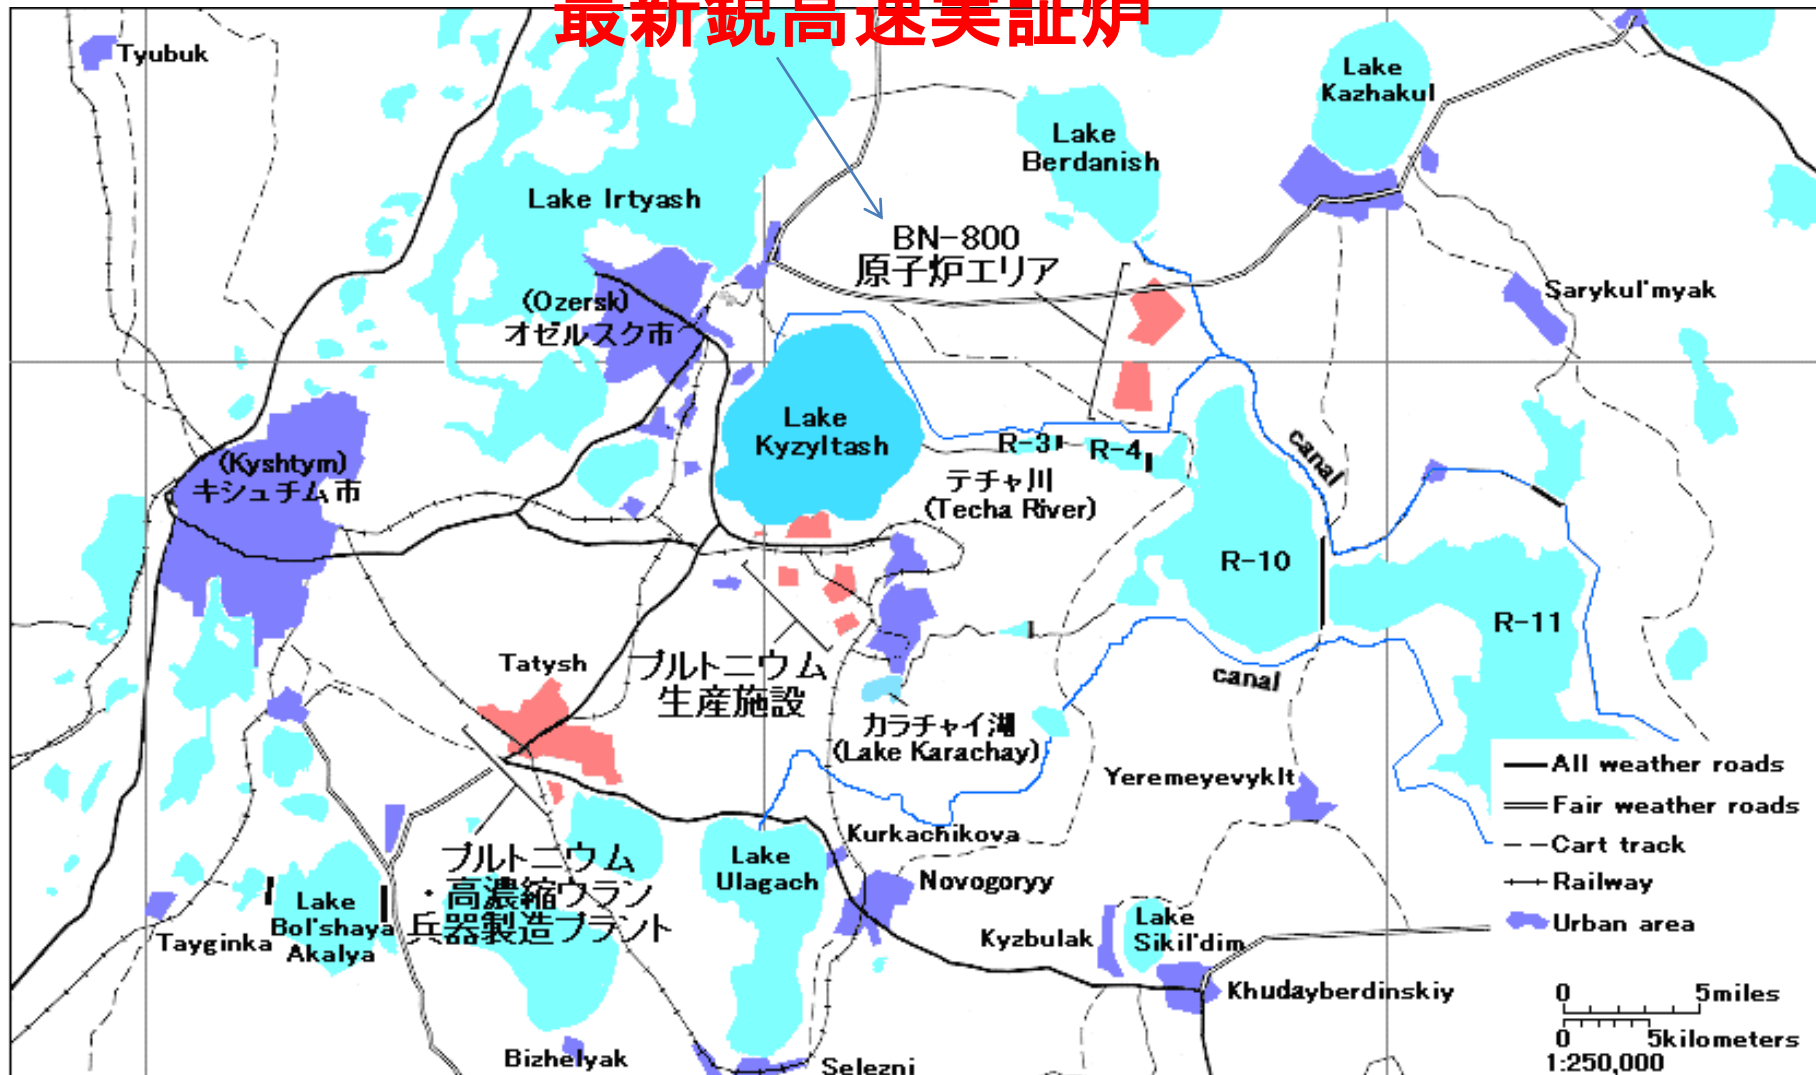 最新鋭高速実証炉
Tyubuk
Lake
Kazhakul
Lake
Berdanish
Lake Irtyash
BN-800
原子炉エリア
(Ozersk)
オゼルスク市
Sarykul'myak
Lake
Kyzyltash
R-3
R-4
canal
(Kyshtym)
キシュチム市
テチャ川
(Techa River)
R-10
R-11
Tatysh
プルトニウム
生産施設
canal
カラチャイ湖
(Lake Karachay)
Yeremeyevyklt
All weather roads
Fair weather roads
Cart track
Railway
Urban area
Kurkachikova
プルトニウム
・高濃縮ウラン
兵器製造プラント
Lake
Ulagach
Novogoryy
Lake
Bol'shaya
Akalya
Tayginka
Kyzbulak
Lake
Sikil'dim
Khudayberdinskiy
Bizhelyak
Selezni
0 5miles
0 5kilometers
1:250,000